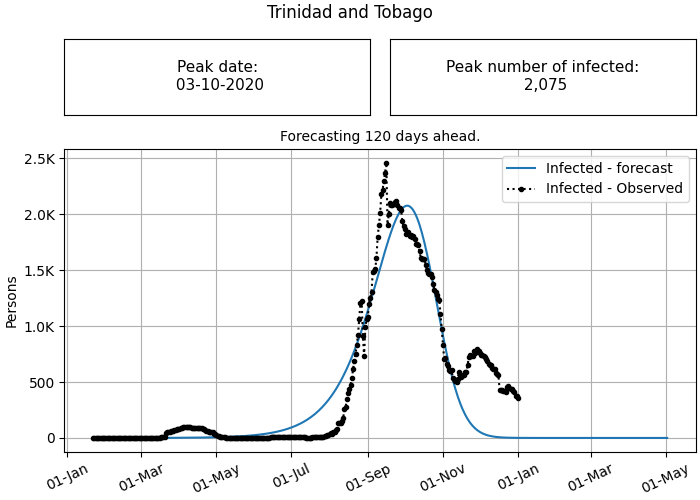 Trinidad and Tobago
Peak date:
03-10-2020
Peak number of infected:
2,075
Forecasting 120 days ahead.
Infected - forecast
Infected - Observed
2.5K
2.0K
1.5K
1.0K
500
0
Persons
01-Jan
01-Mar
01-May
01-Jul
01-Sep
01-Nov
01-Jan
01-Mar
01-May